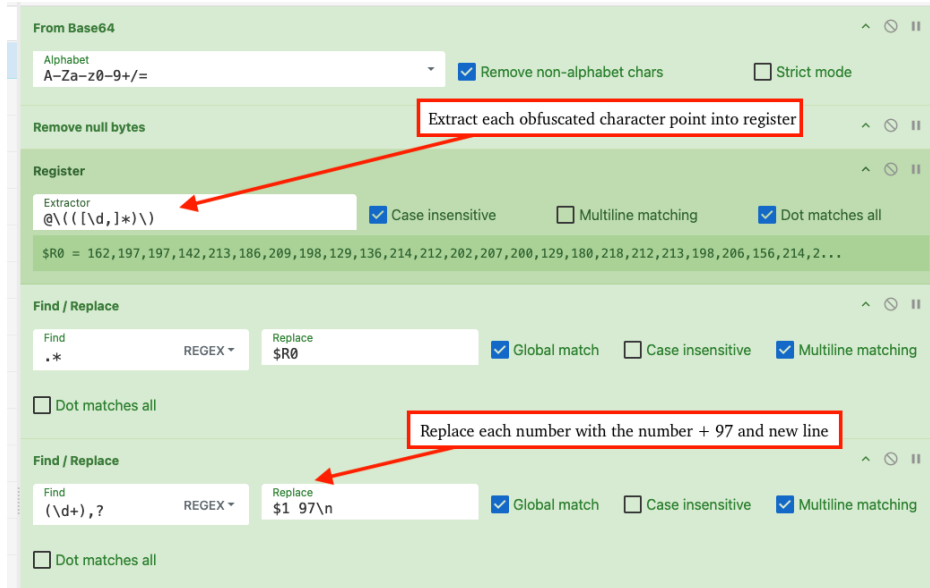 From Base64
Alphabet
A-Za-z0-9+/=
Remove non-alphabet chars
Strict mode
Extract each obfuscated character point into register
Remove null bytes
Register
Extractor
@\(([\d,]*)\)
Case insensitive
Multiline matching
Dot matches all
$R0 = 162,197,197,142,213,186,209,198,129,136,214,212,202,207,200,129,180,218,212,213,198,206,156,214,2...
Find / Replace
Find
.*
REGEX
Replace
$R0
Global match
Case insensitive
Multiline matching
Dot matches all
Replace each number with the number + 97 and new line
Find / Replace
Find
(\d+),?
REGEX
Replace
$1 97\n
Global match
Case insensitive
Multiline matching
Dot matches all